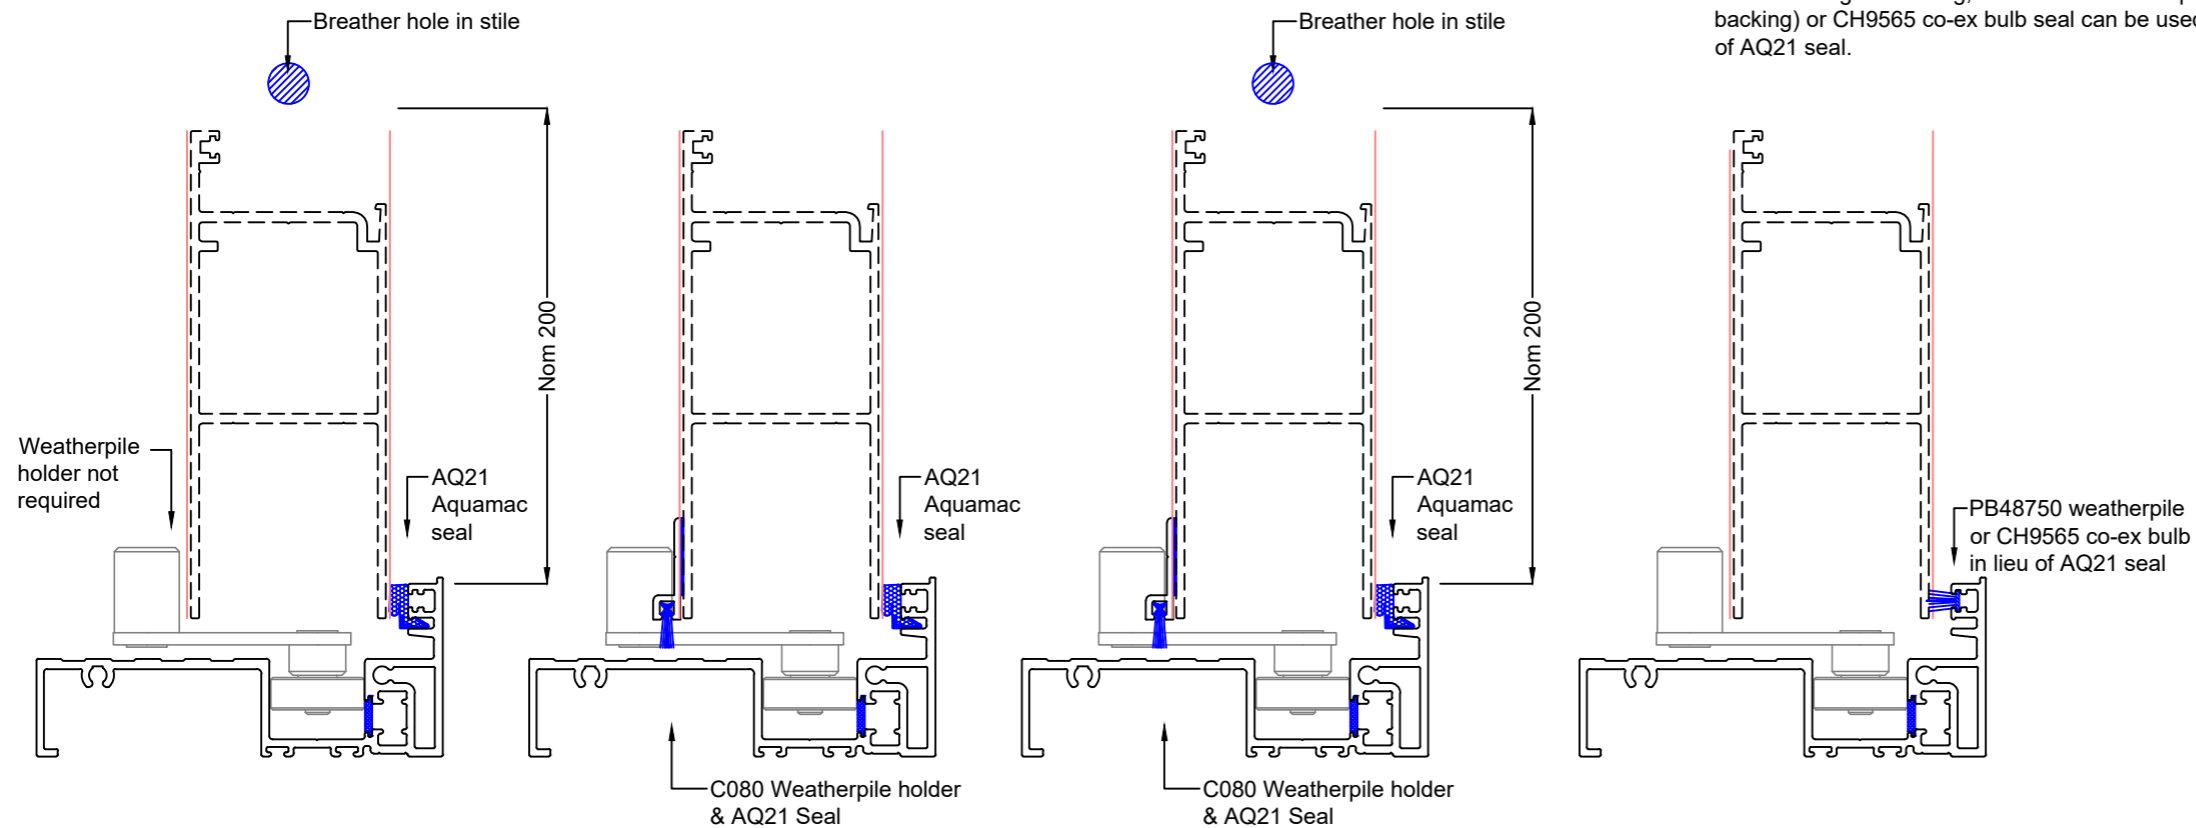 Breather hole in stile
Breather hole in stile
backing) or CH9565 co-ex bulb seal can be used
of AQ21 seal.
Nom 200
Nom 200
Weatherpile
holder not
required
AQ21
Aquamac
seal
AQ21
Aquamac
seal
AQ21
Aquamac
seal
PB48750 weatherpile
or CH9565 co-ex bulb
in lieu of AQ21 seal
C080 Weatherpile holder
& AQ21 Seal
C080 Weatherpile holder
& AQ21 Seal